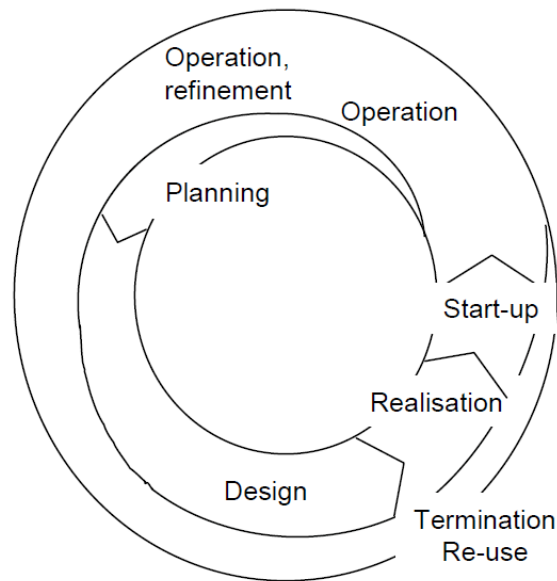 Operation,
refinement
Operation
Planning
Start-up
Realisation
Design
Termination
Re-use